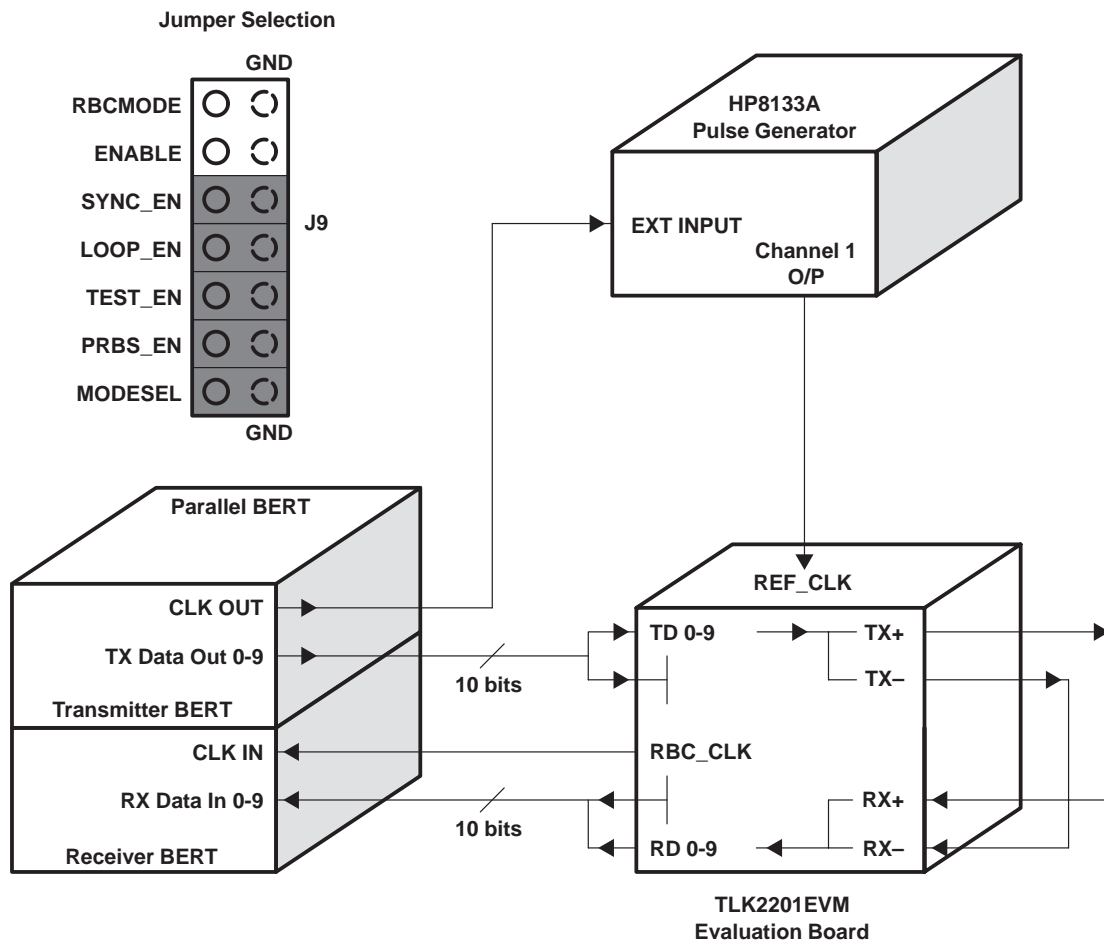 Jumper Selection
GND
RBCMODE
ENABLE
SYNC_EN
LOOP_EN
TEST_EN
PRBS_EN
MODESEL
J9
GND
HP8133A
Pulse Generator
EXT INPUT
Channel 1
O/P
Parallel BERT
CLK OUT
TX Data Out 0-9
Transmitter BERT
CLK IN
RX Data In 0-9
Receiver BERT
10 bits
10 bits
REF_CLK
TD 0-9
TX+
TX–
RBC_CLK
RX+
RD 0-9
RX–
TLK2201EVM
Evaluation Board